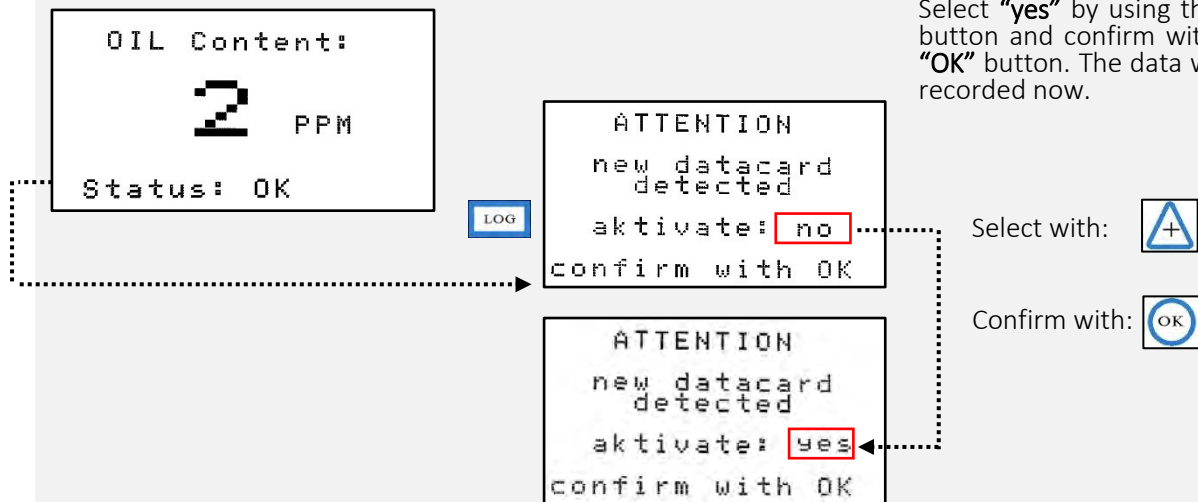 OIL Content:
2 PPM
Status: OK
Select “yes” by using th
button and confirm wit
“OK” button. The data w
recorded now.
LOG
ATTENTION
new datacard
detected
aktivate: no
confirm with OK
Select with:
+
Confirm with:
OK
ATTENTION
new datacard
detected
aktivate: yes
confirm with OK